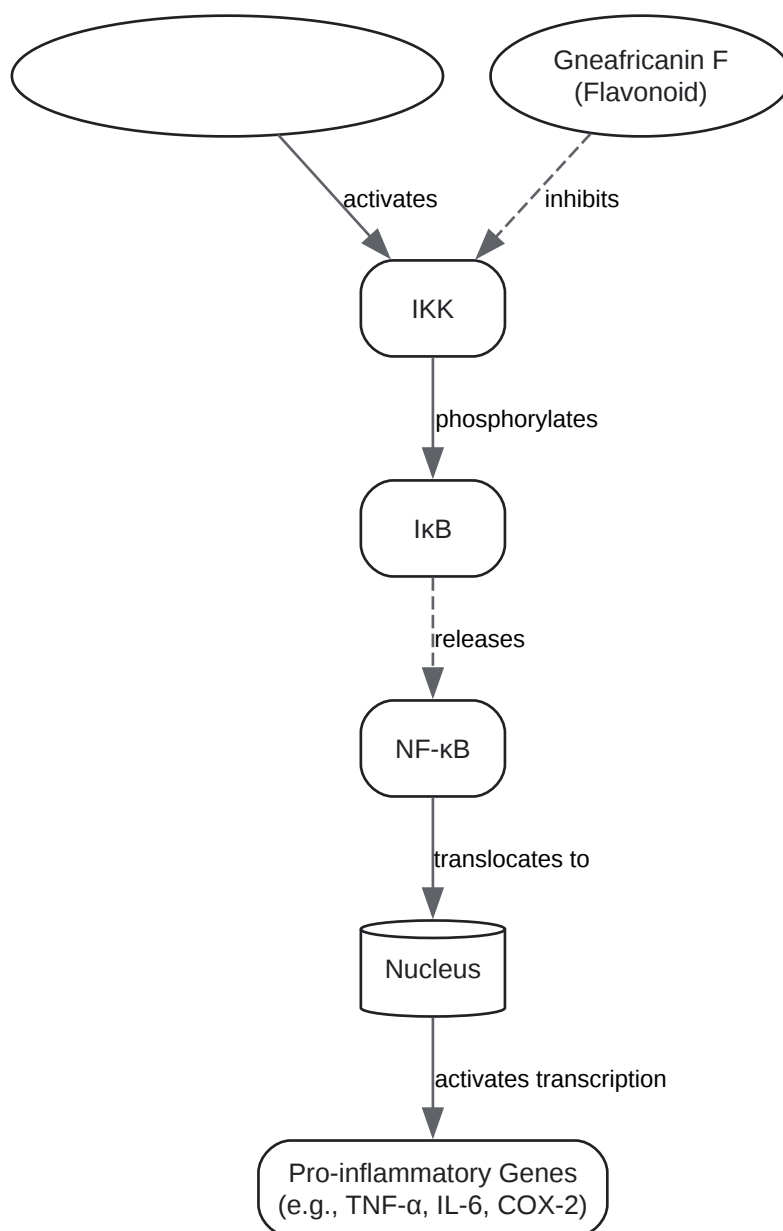 Gneafricanin F
(Flavonoid)
activates
inhibits
IKK
phosphorylates
IκB
releases
NF-κB
translocates to
Nucleus
activates transcription
Pro-inflammatory Genes
(e.g., TNF-α, IL-6, COX-2)